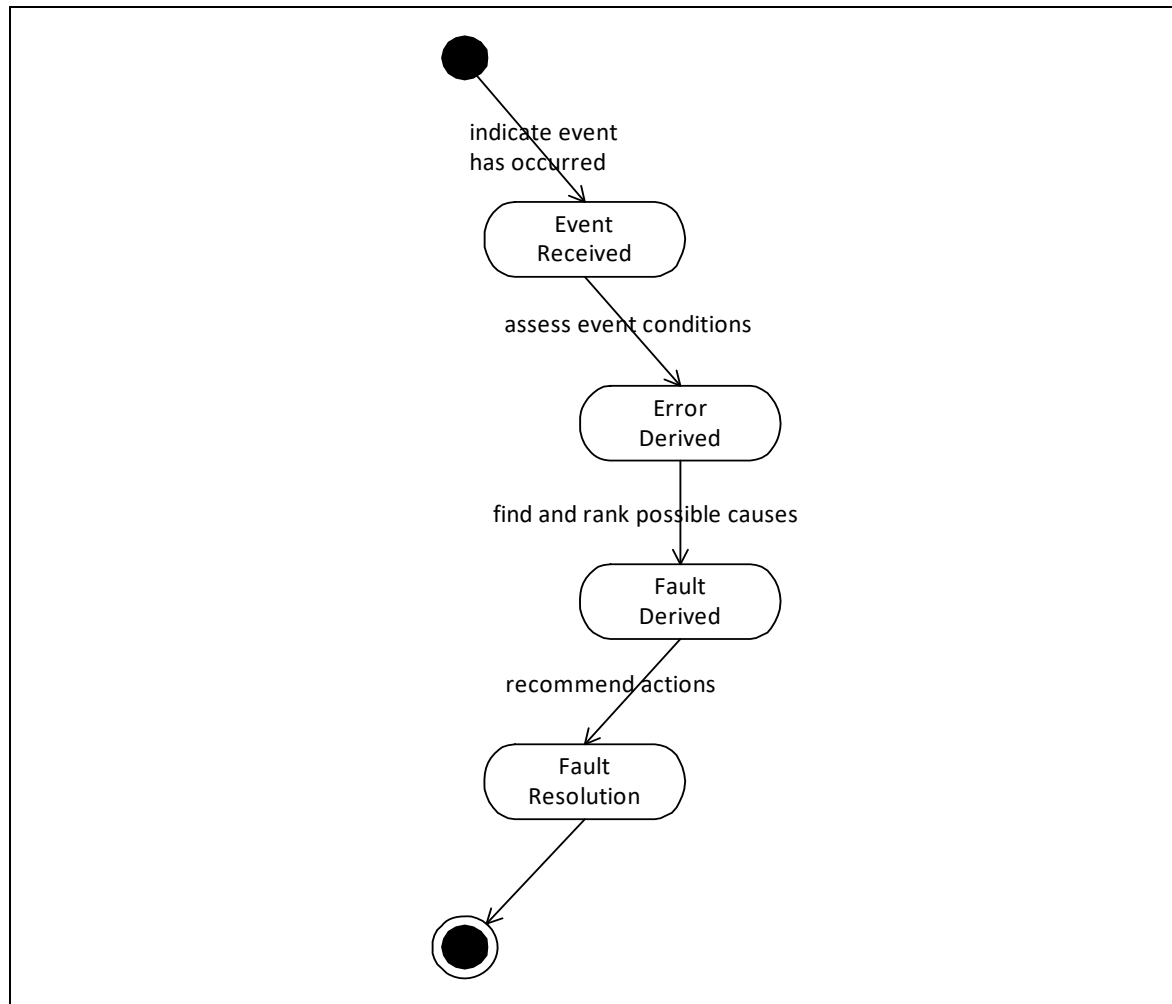 indicate event
has occurred
Event
Received
assess event conditions
Error
Derived
find and rank possible causes
Fault
Derived
recommend actions
Fault
Resolution